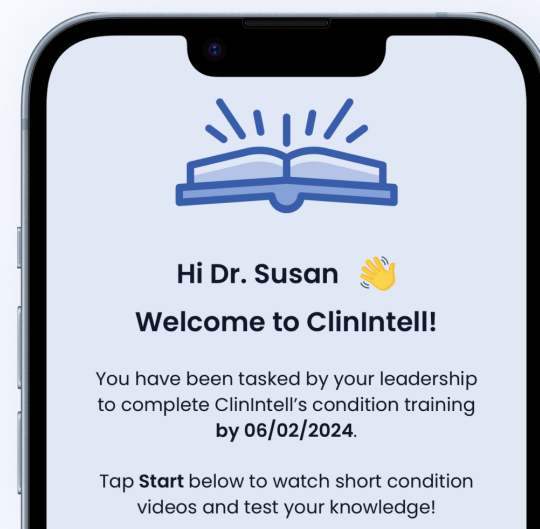 Hi Dr. Susan 👋
Welcome to ClinIntell!
You have been tasked by your leadership
to complete ClinIntell’s condition training
by 06/02/2024.
Tap Start below to watch short condition
videos and test your knowledge!